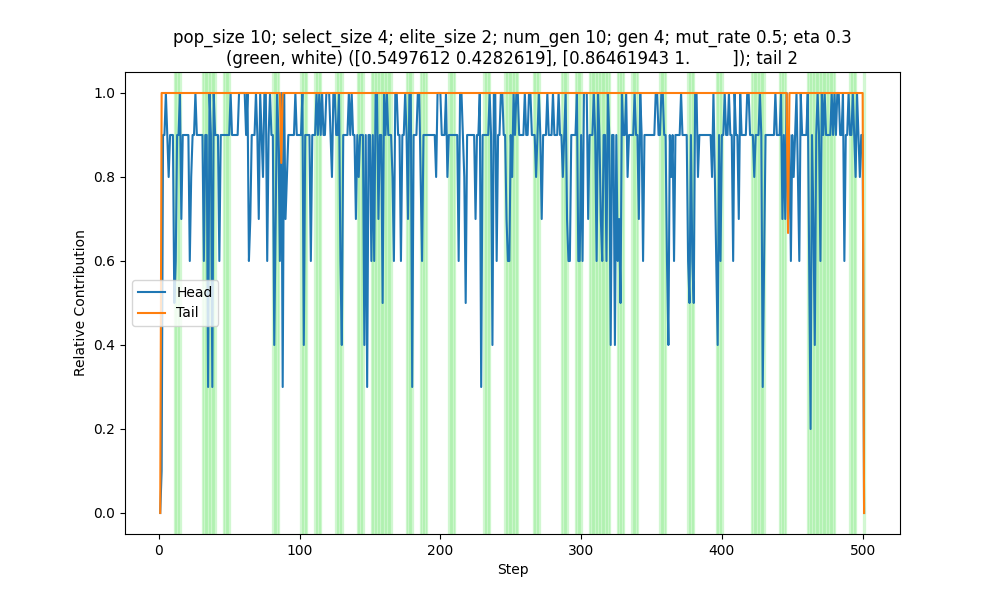 pop_size 10; select_size 4; elite_size 2; num_gen 10; gen 4; mut_rate 0.5; eta 0.3
(green, white) ([0.5497612 0.4282619], [0.86461943 1.        ]); tail 2
1.0
0.8
0.6
0.4
0.2
0.0
Relative Contribution
Head
Tail
0
100
200
300
400
500
Step